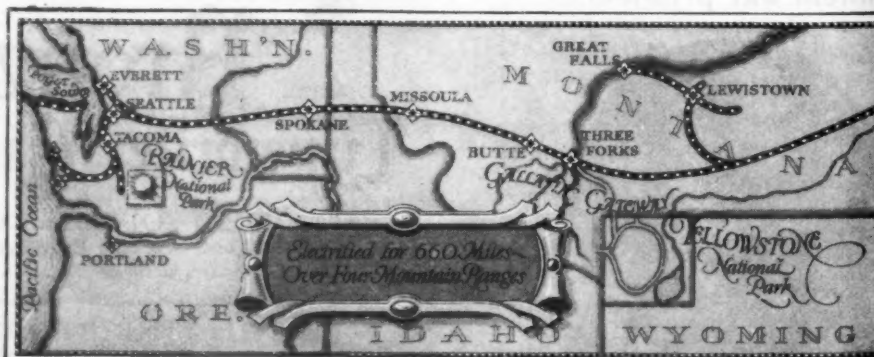 WASH'N.
EVERETT
Puget
Sound
SEATTLE
TACOMA
RAINIER
National
Park
SPOKANE
MISSOULA
GREAT
FALLS
MONTANA
LEWISTOWN
BUTTE
THREE
FORKS
GALLATIN
GATEWAY
YELLOWSTONE
National
Park
Pacific Ocean
PORTLAND
Electrified for 660 Miles
Over Four Mountain Ranges
ORE.
IDAHO
WYOMING